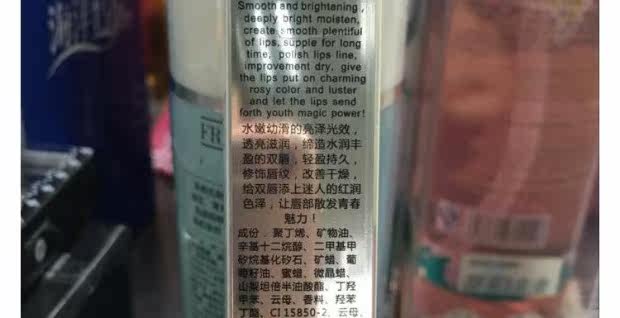 Smooth and brightening,
deeply bright moisten,
create smooth plentiful
of lips, supple for long
time, polish lips line,
improvement dry, give
the lips put on charming
rosy color and luster
and let the lips send
forth youth magic power!
水嫩幼滑的亮泽光效，
透亮滋润，缔造水润丰
盈的双唇，轻盈持久，
修饰唇纹，改善干燥，
给双唇添上迷人的红润
色泽，让唇部散发青春
魅力！
成份．聚丁烯、矿物油、
辛基十二烷醇、二甲基甲
矽烷基化矽石、矿蜡、葡
萄籽油、蜜蜡、微晶蜡、
山梨坦倍半油酸酯、丁羟
甲苯、云母、香料、羟苯
丁酯、CI 15850-2、云母、
FR